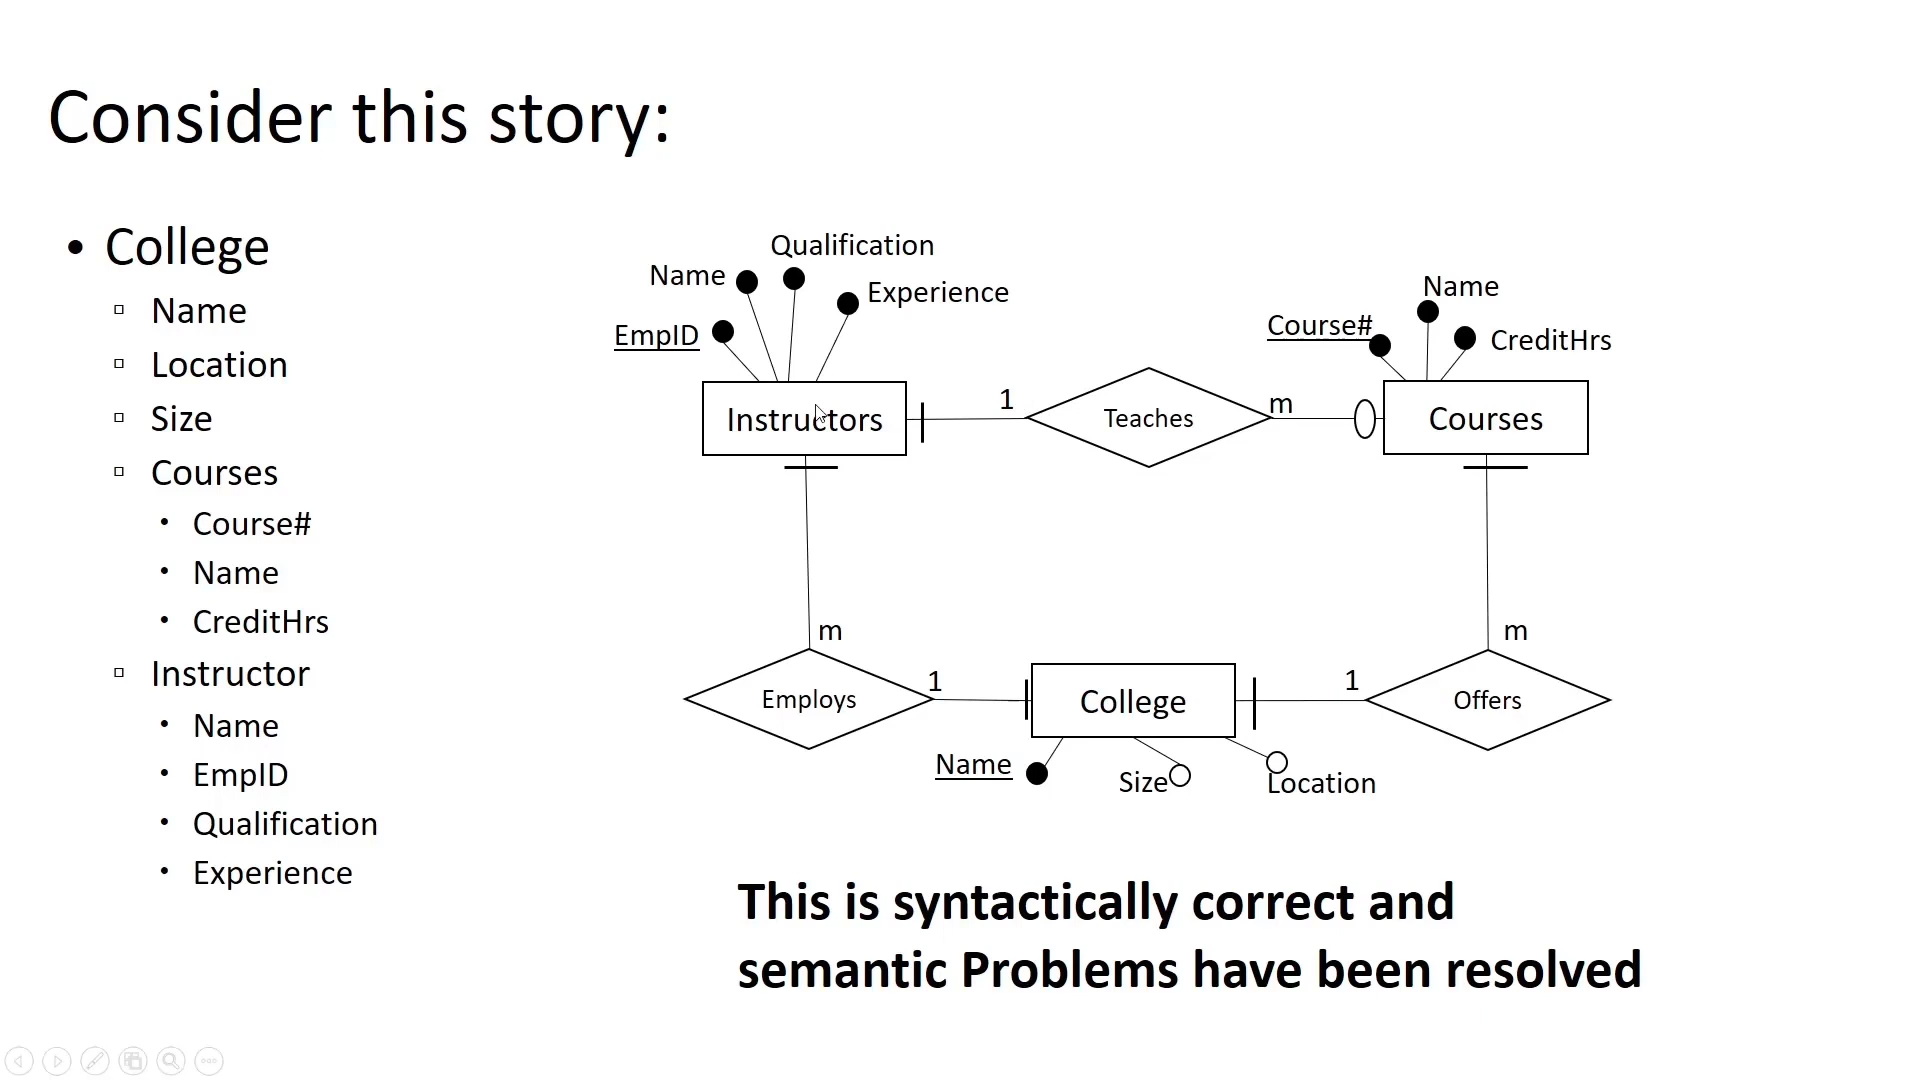 Consider this story:
• College
▫ Name
▫ Location
▫ Size
▫ Courses
• Course#
• Name
• CreditHrs
▫ Instructor
• Name
• EmpID
• Qualification
• Experience
Qualification
Name
Experience
EmpID
Name
Course#
CreditHrs
Instructors
1
Teaches
m
Courses
m
m
Employs
1
College
1
Offers
Name
Size
Location
This is syntactically correct and
semantic Problems have been resolved